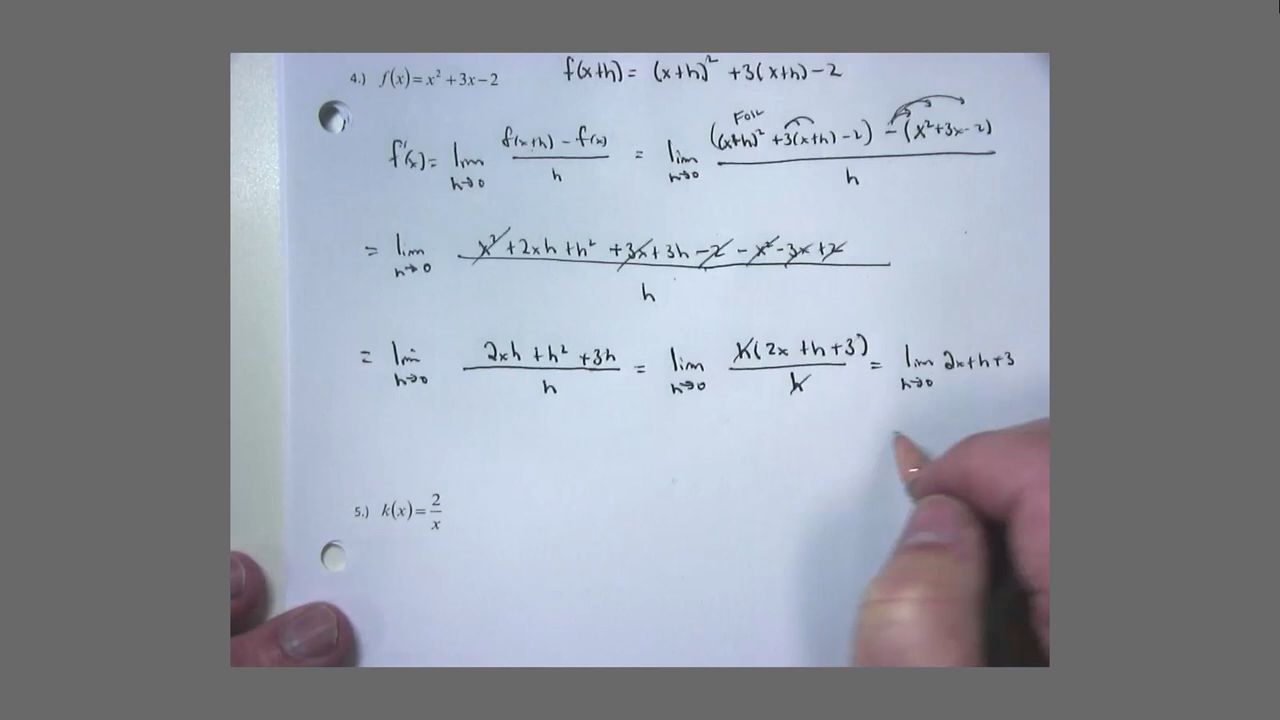 4.) f(x)=x²+3x−2 f(x+h) = (x+h)² +3(x+h) −2
FOIL
f'(x) = lim h→0 f(x+h) − f(x) / h = lim h→0 ((x+h)² +3(x+h) −2) − (x²+3x−2) / h
= lim h→0 x² +2xh +h² +3x+3h −2 −x² −3x +2 / h
= lim h→0 2xh +h² +3h / h = lim h→0 h(2x +h+3) / h = lim h→0 2x+h+3
5.) k(x)=2/x